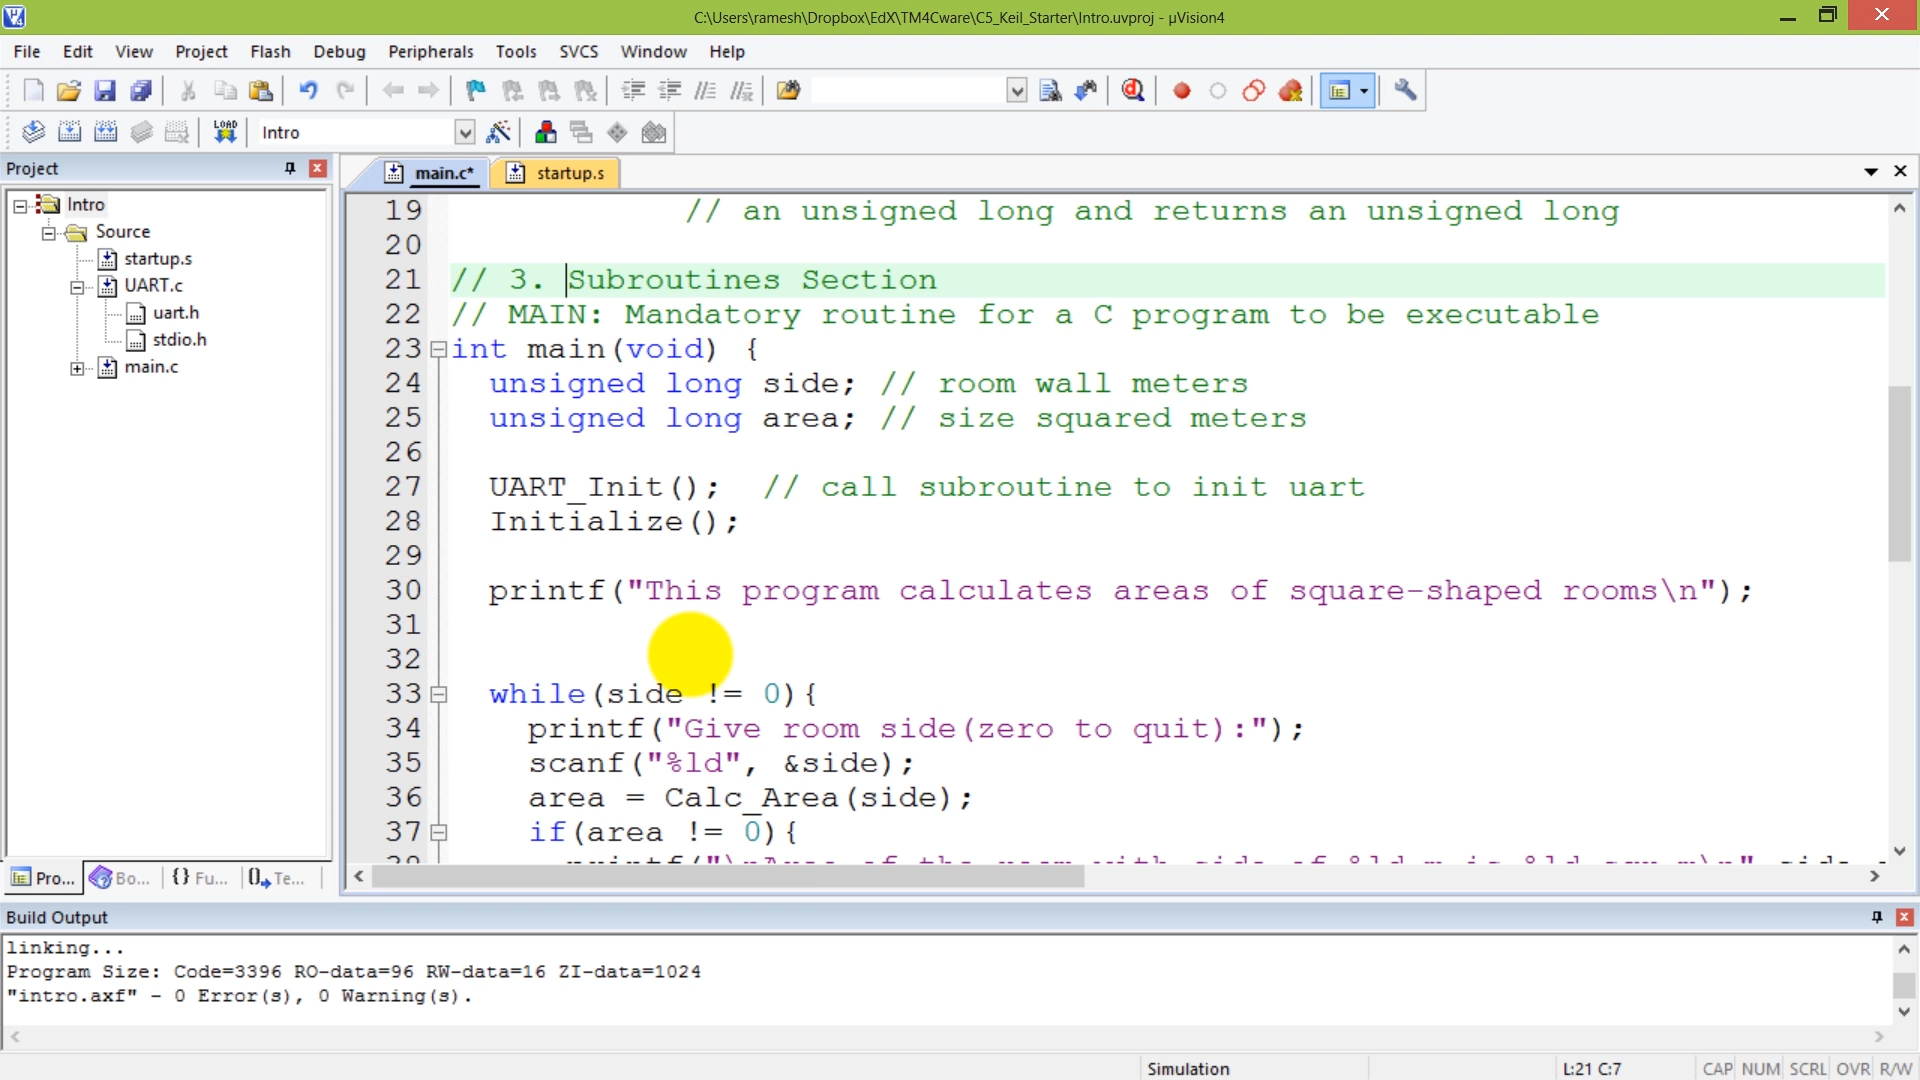 C:\Users\ramesh\Dropbox\EdX\TM4Cware\C5_Keil_Starter\Intro.uvproj - µVision4
File Edit View Project Flash Debug Peripherals Tools SVCS Window Help
LOAD Intro
Project
main.c* startup.s
Intro
Source
startup.s
UART.c
uart.h
stdio.h
main.c
19 // an unsigned long and returns an unsigned long
20
21 // 3. Subroutines Section
22 // MAIN: Mandatory routine for a C program to be executable
23 int main(void) {
24 unsigned long side; // room wall meters
25 unsigned long area; // size squared meters
26
27 UART_Init(); // call subroutine to init uart
28 Initialize();
29
30 printf("This program calculates areas of square-shaped rooms\n");
31
32
33 while(side != 0){
34 printf("Give room side(zero to quit):");
35 scanf("%ld", &side);
36 area = Calc_Area(side);
37 if(area != 0){
Pro... Bo... {} Fu... Te...
Build Output
linking...
Program Size: Code=3396 RO-data=96 RW-data=16 ZI-data=1024
"intro.axf" - 0 Error(s), 0 Warning(s).
Simulation L:21 C:7 CAP NUM SCRL OVR R/W